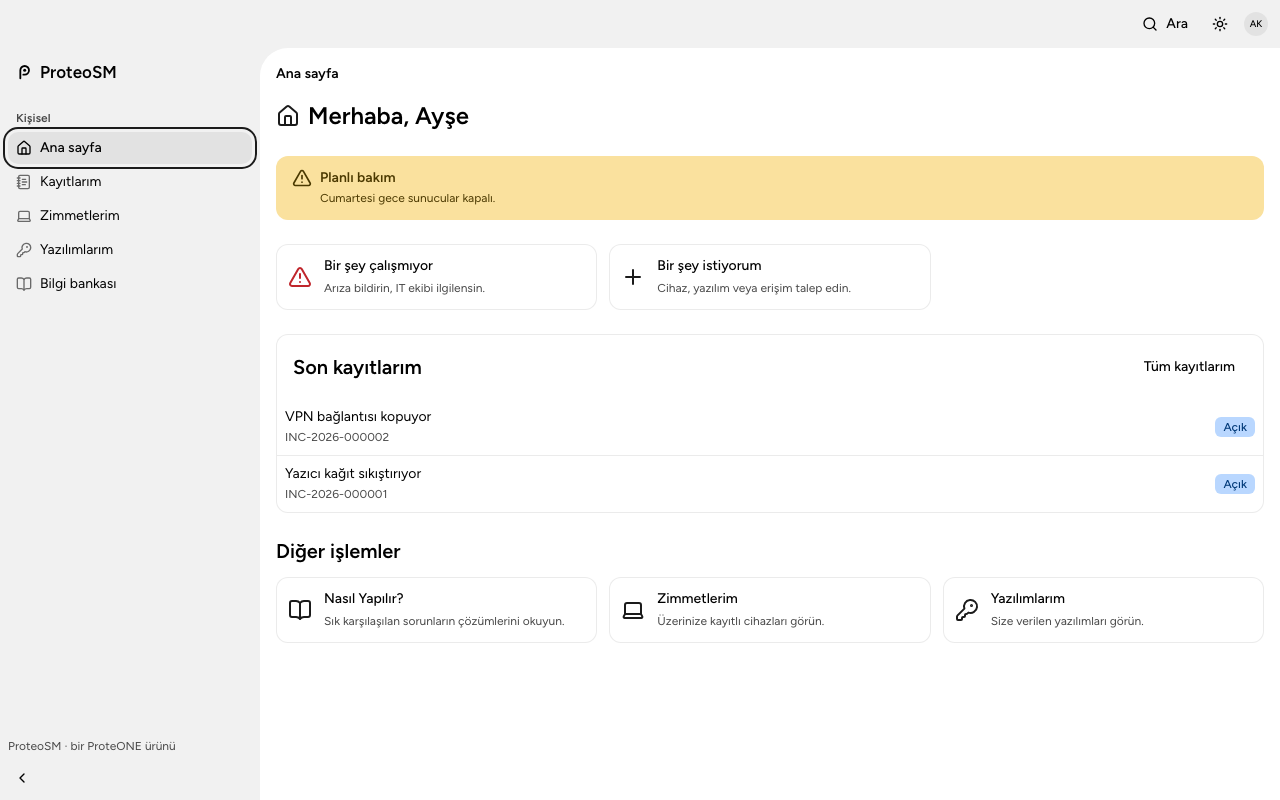 Ara
AK
ProteoSM
Kişisel
Ana sayfa
Kayıtlarım
Zimmetlerim
Yazılımlarım
Bilgi bankası
ProteoSM · bir ProteONE ürünü
Ana sayfa
Merhaba, Ayşe
Planlı bakım
Cumartesi gece sunucular kapalı.
Bir şey çalışmıyor
Arıza bildirin, IT ekibi ilgilensin.
Bir şey istiyorum
Cihaz, yazılım veya erişim talep edin.
Son kayıtlarım
Tüm kayıtlarım
VPN bağlantısı kopuyor
INC-2026-000002
Açık
Yazıcı kağıt sıkıştırıyor
INC-2026-000001
Açık
Diğer işlemler
Nasıl Yapılır?
Sık karşılaşılan sorunların çözümlerini okuyun.
Zimmetlerim
Üzerinize kayıtlı cihazları görün.
Yazılımlarım
Size verilen yazılımları görün.